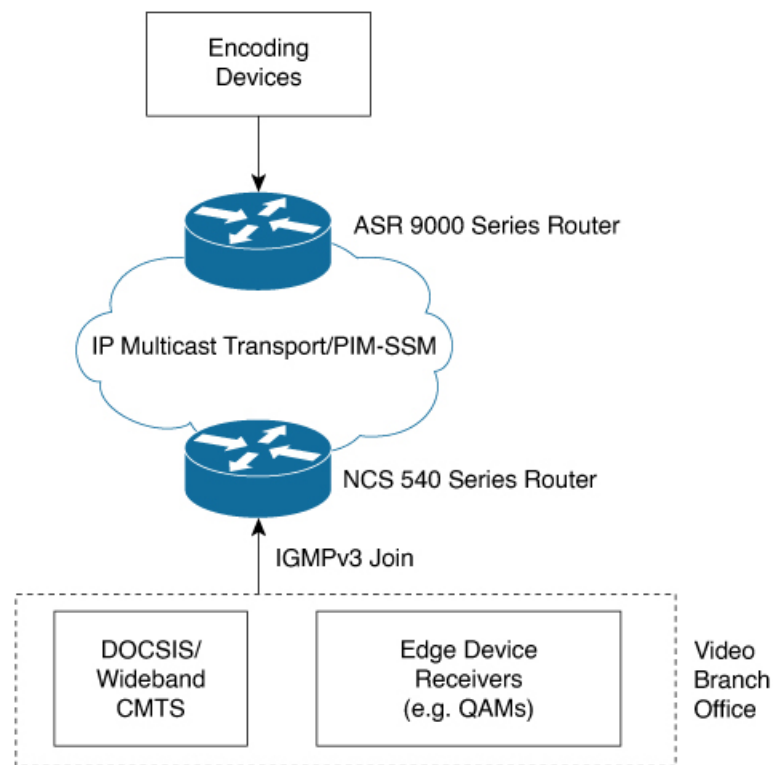 Encoding
Devices
ASR 9000 Series Router
IP Multicast Transport/PIM-SSM
NCS 540 Series Router
IGMPv3 Join
DOCSIS/
Wideband
CMTS
Edge Device
Receivers
(e.g. QAMs)
Video
Branch
Office